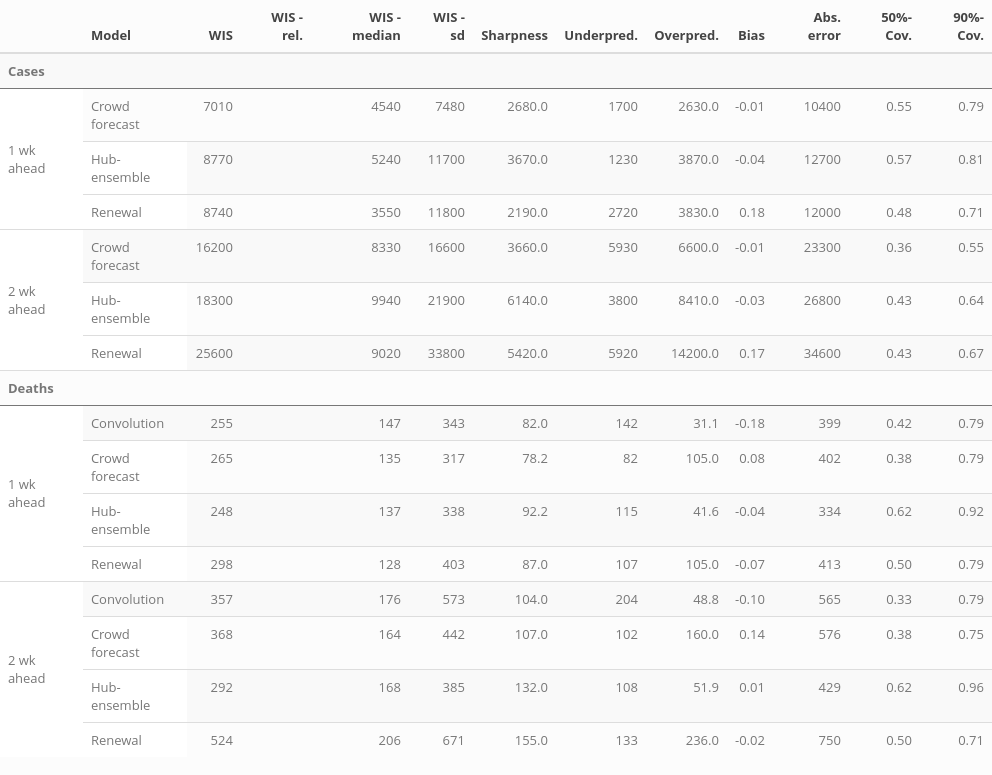 Model WIS WIS - rel. WIS - median WIS - sd Sharpness Underpred. Overpred. Bias Abs. error 50%- Cov. 90%- Cov.
Cases
1 wk ahead
Crowd forecast 7010 4540 7480 2680.0 1700 2630.0 -0.01 10400 0.55 0.79
Hub-ensemble 8770 5240 11700 3670.0 1230 3870.0 -0.04 12700 0.57 0.81
Renewal 8740 3550 11800 2190.0 2720 3830.0 0.18 12000 0.48 0.71
2 wk ahead
Crowd forecast 16200 8330 16600 3660.0 5930 6600.0 -0.01 23300 0.36 0.55
Hub-ensemble 18300 9940 21900 6140.0 3800 8410.0 -0.03 26800 0.43 0.64
Renewal 25600 9020 33800 5420.0 5920 14200.0 0.17 34600 0.43 0.67
Deaths
1 wk ahead
Convolution 255 147 343 82.0 142 31.1 -0.18 399 0.42 0.79
Crowd forecast 265 135 317 78.2 82 105.0 0.08 402 0.38 0.79
Hub-ensemble 248 137 338 92.2 115 41.6 -0.04 334 0.62 0.92
Renewal 298 128 403 87.0 107 105.0 -0.07 413 0.50 0.79
2 wk ahead
Convolution 357 176 573 104.0 204 48.8 -0.10 565 0.33 0.79
Crowd forecast 368 164 442 107.0 102 160.0 0.14 576 0.38 0.75
Hub-ensemble 292 168 385 132.0 108 51.9 0.01 429 0.62 0.96
Renewal 524 206 671 155.0 133 236.0 -0.02 750 0.50 0.71